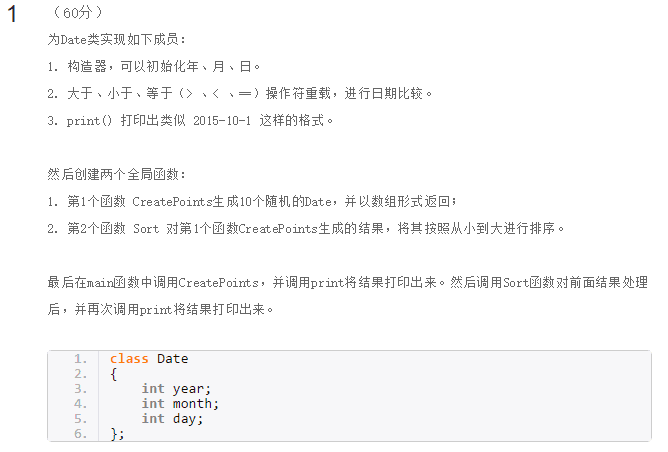 1 （60分）
为Date类实现如下成员：
1. 构造器，可以初始化年、月、日。
2. 大于、小于、等于（> 、< 、==）操作符重载，进行日期比较。
3. print() 打印出类似 2015-10-1 这样的格式。
然后创建两个全局函数：
1. 第1个函数 CreatePoints生成10个随机的Date，并以数组形式返回；
2. 第2个函数 Sort 对第1个函数CreatePoints生成的结果，将其按照从小到大进行排序。
最后在main函数中调用CreatePoints，并调用print将结果打印出来。然后调用Sort函数对前面结果处理
后，并再次调用print将结果打印出来。
1. class Date
2. {
3. int year;
4. int month;
5. int day;
6. };